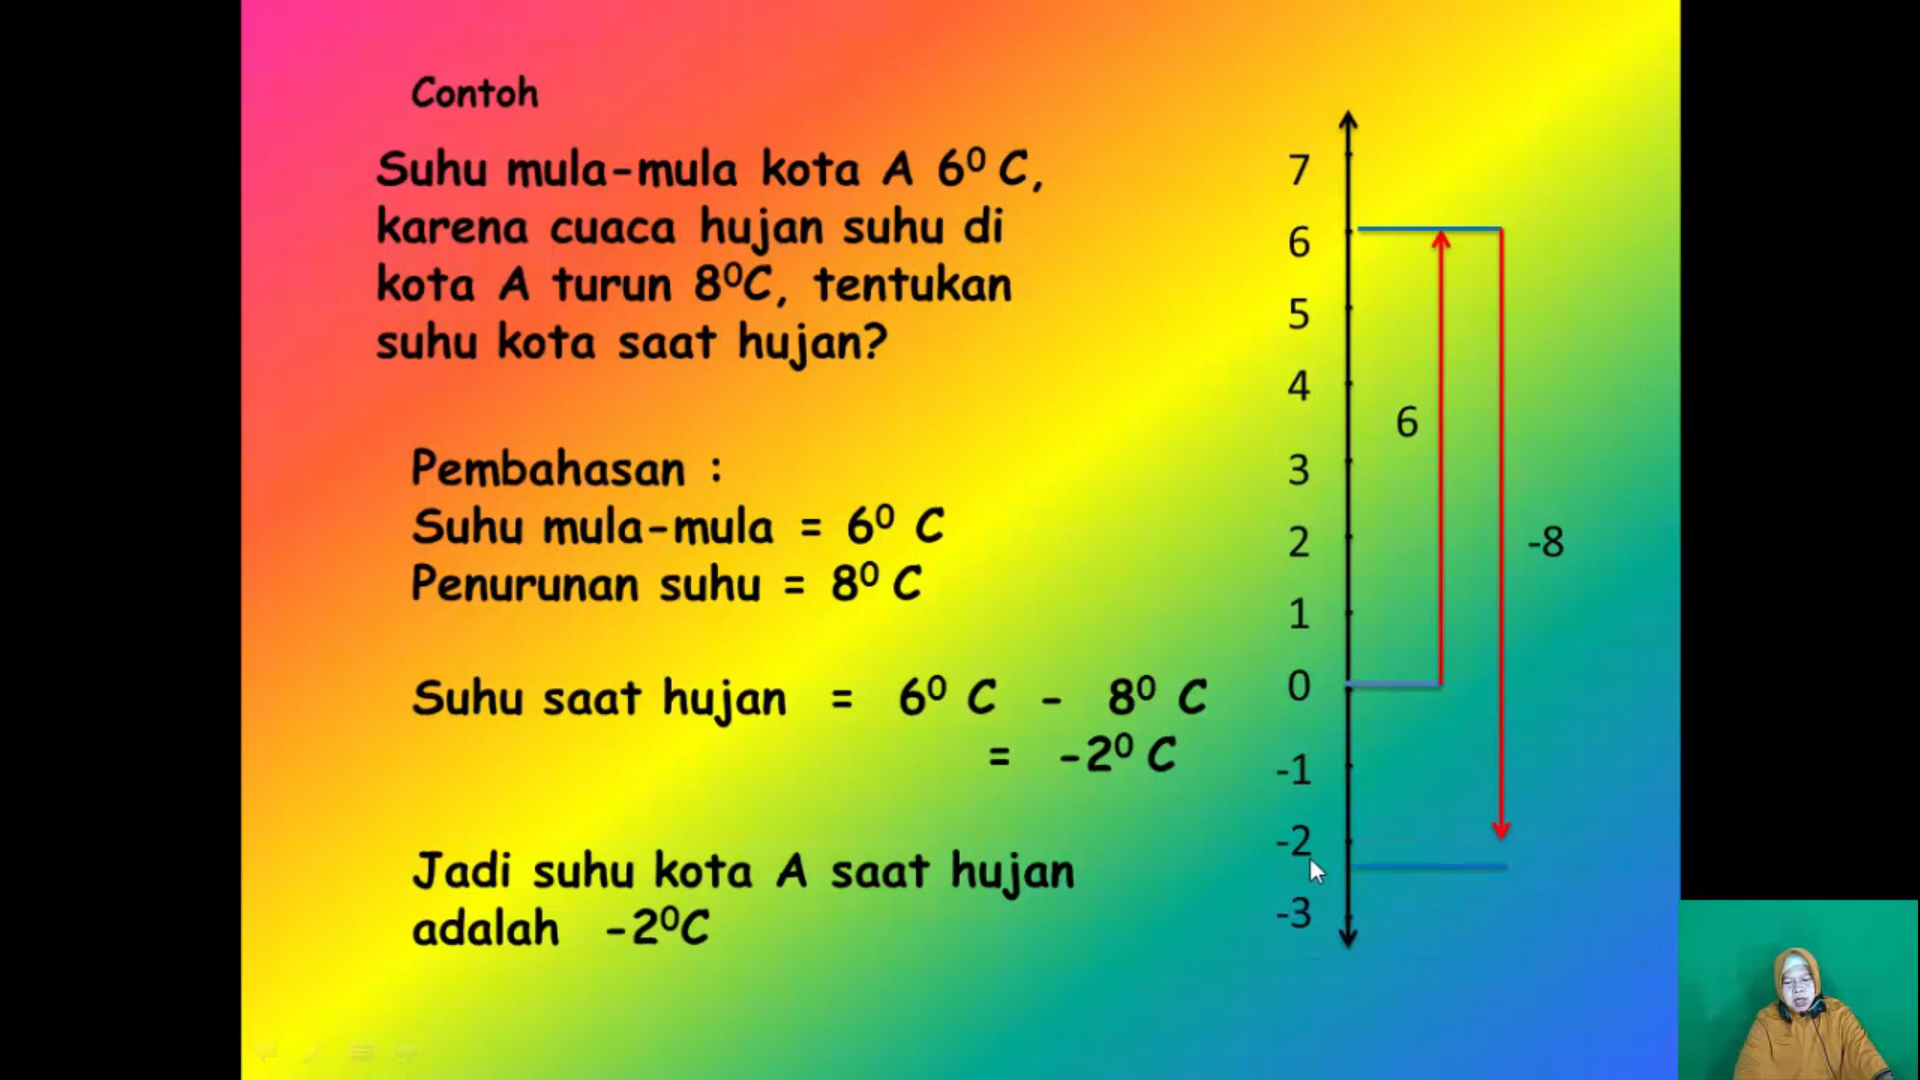 Contoh
Suhu mula-mula kota A 6⁰ C,
karena cuaca hujan suhu di
kota A turun 8⁰C, tentukan
suhu kota saat hujan?
Pembahasan :
Suhu mula-mula = 6⁰ C
Penurunan suhu = 8⁰ C
Suhu saat hujan = 6⁰ C - 8⁰ C
= -2⁰ C
Jadi suhu kota A saat hujan
adalah -2⁰C
7
6
5
4
3
2
1
0
-1
-2
-3
6
-8